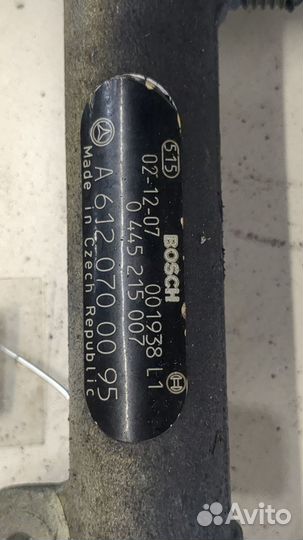 BOSCH
515
02-12-07 001938 L1
0 445 215 007
A 612 070 00 95
Made in Czech Republic
Avito